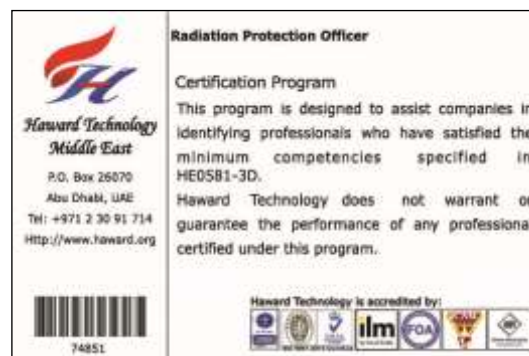 Haward Technology
Middle East
P.O. Box 26070
Abu Dhabi, UAE
Tel: +971 2 30 91 714
Http://www.haward.org
74851
Radiation Protection Officer
Certification Program
This program is designed to assist companies in
identifying professionals who have satisfied the
minimum competencies specified in
HE0581-3D.
Haward Technology does not warrant or
guarantee the performance of any professional
certified under this program.
Haward Technology is accredited by:
ilm